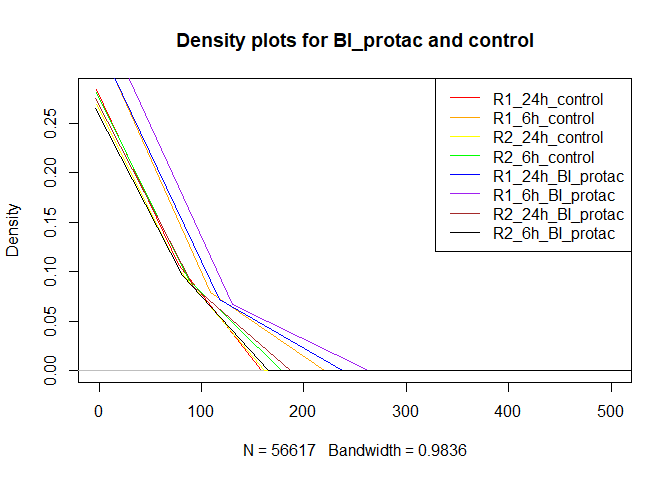 Density plots for BI_protac and control
R1_24h_control
R1_6h_control
R2_24h_control
R2_6h_control
R1_24h_BI_protac
R1_6h_BI_protac
R2_24h_BI_protac
R2_6h_BI_protac
Density
0.25
0.20
0.15
0.10
0.05
0.00
0 100 200 300 400 500
N = 56617 Bandwidth = 0.9836